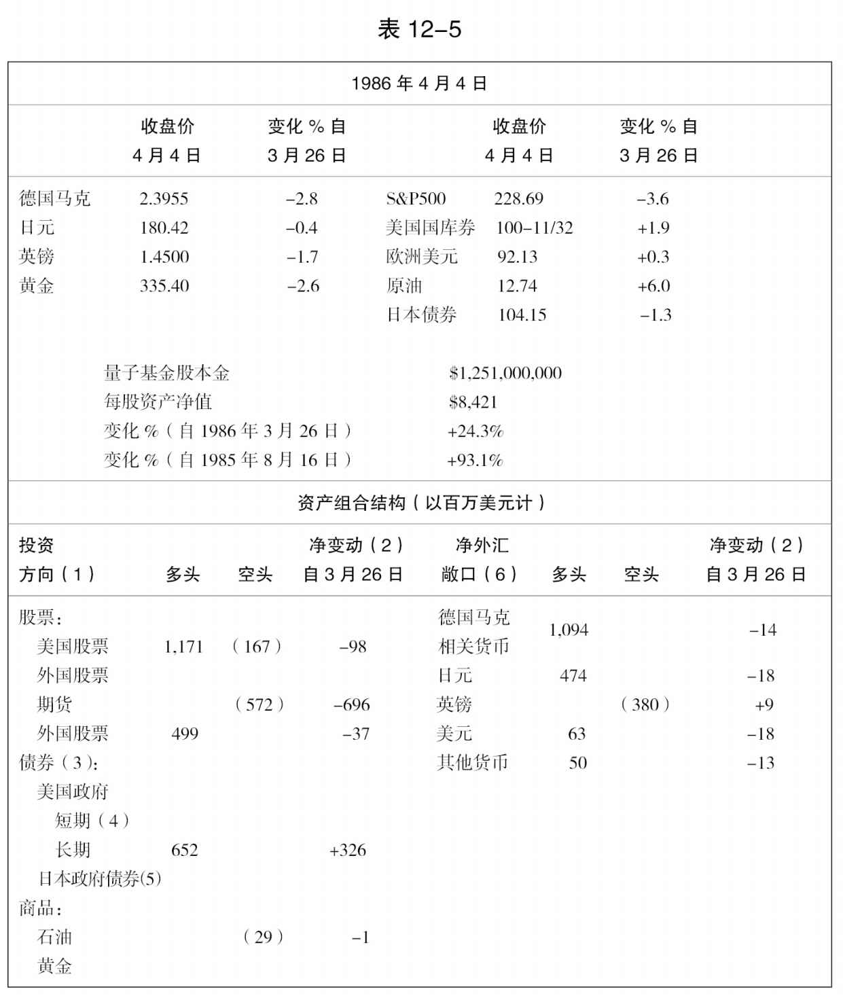 表 12–5
1986 年 4 月 4 日
收盘价 变化 % 自 收盘价 变化 % 自
4 月 4 日 3 月 26 日 4 月 4 日 3 月 26 日
德国马克 2.3955 –2.8 S&P500 228.69 –3.6
日元 180.42 –0.4 美国国库券 100–11/32 +1.9
英镑 1.4500 –1.7 欧洲美元 92.13 +0.3
黄金 335.40 –2.6 原油 12.74 +6.0
日本债券 104.15 –1.3
量子基金股本金 $1,251,000,000
每股资产净值 $8,421
变化 %（自 1986 年 3 月 26 日） +24.3%
变化 %（自 1985 年 8 月 16 日） +93.1%
资产组合结构（以百万美元计）
投资 净变动（2） 净外汇 净变动（2）
方向（1） 多头 空头 自 3 月 26 日 敞口（6） 多头 空头 自 3 月 26 日
股票： 德国马克
1,094 –14
美国股票 1,171 （167） –98 相关货币
外国股票 日元 474 –18
期货 （572） –696 英镑 （380） +9
外国股票 499 –37 美元 63 –18
债券（3）： 其他货币 50 –13
美国政府
短期（4）
长期 652 +326
日本政府债券(5)
商品：
石油 （29） –1
黄金